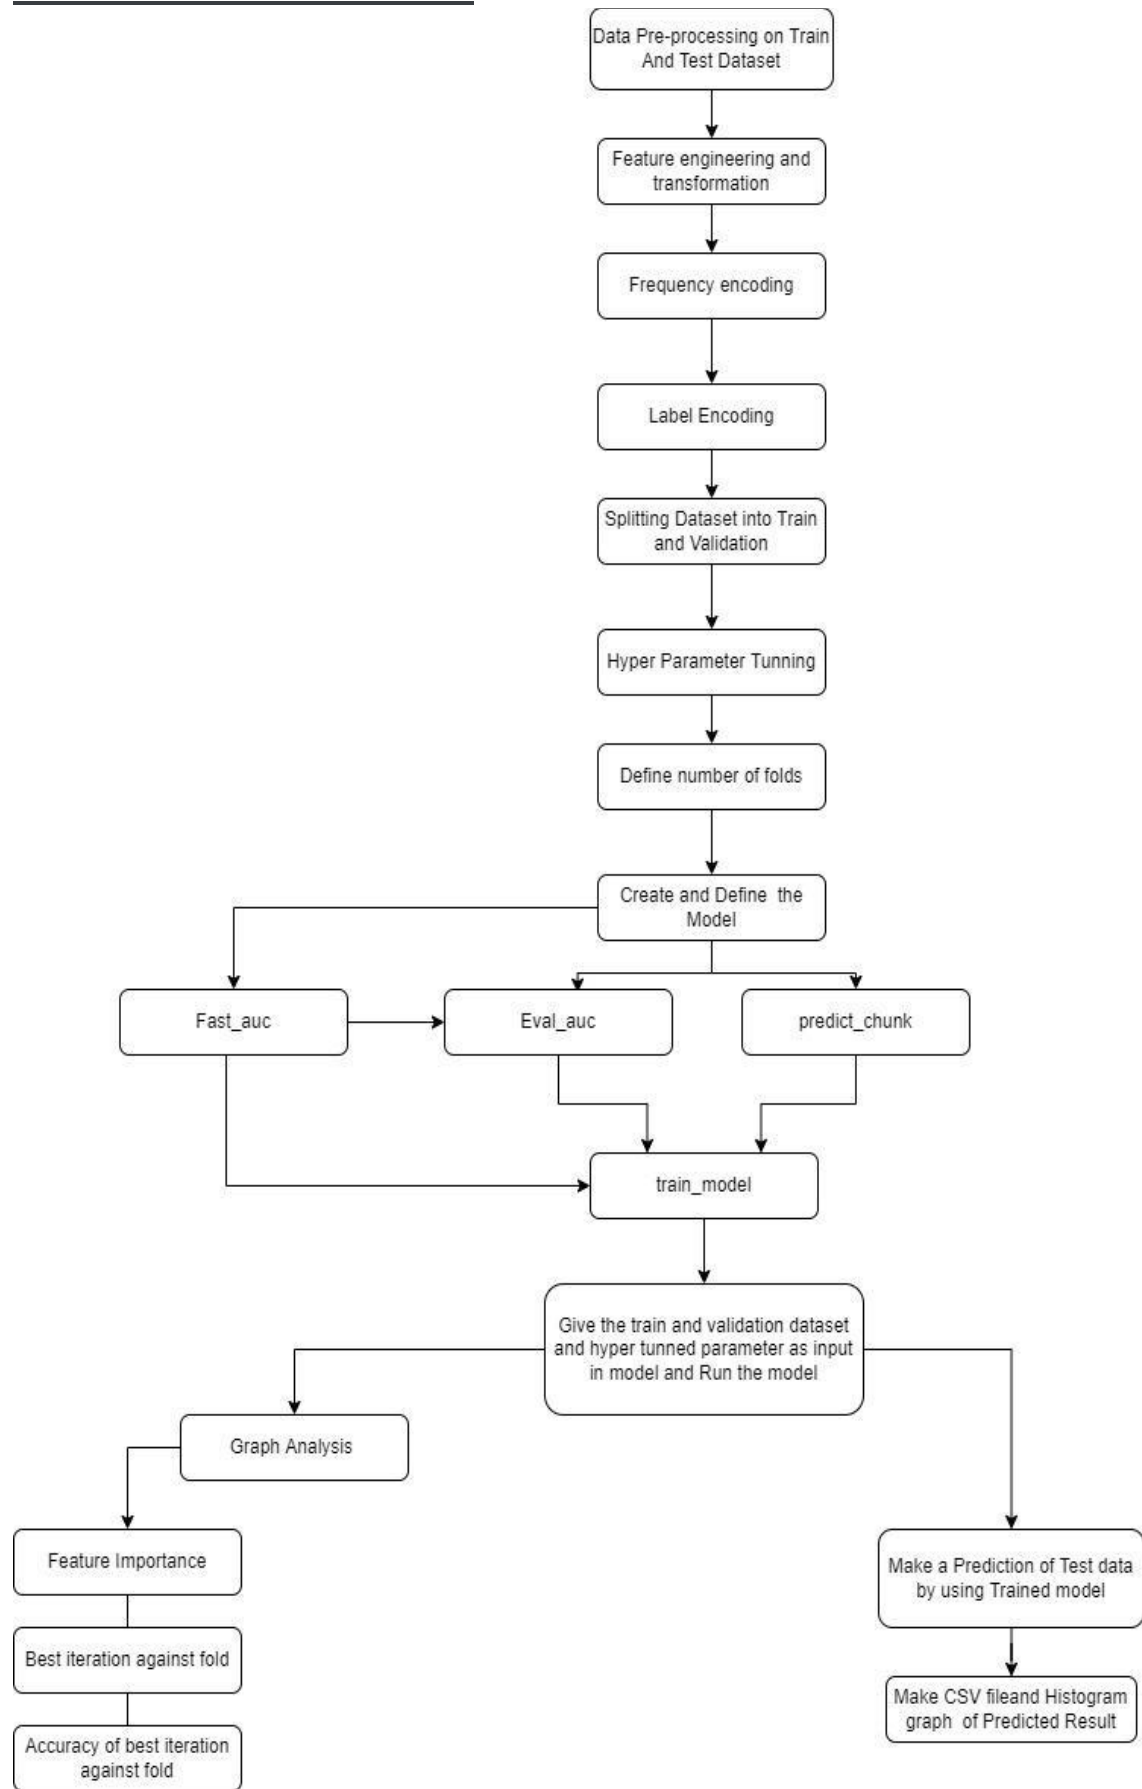 Data Pre-processing on Train
And Test Dataset
Feature engineering and
transformation
Frequency encoding
Label Encoding
Splitting Dataset into Train
and Validation
Hyper Parameter Tunning
Define number of folds
Create and Define the
Model
Fast_auc
Eval_auc
predict_chunk
train_model
Give the train and validation dataset
and hyper tunned parameter as input
in model and Run the model
Graph Analysis
Feature Importance
Best iteration against fold
Accuracy of best iteration
against fold
Make a Prediction of Test data
by using Trained model
Make CSV fileand Histogram
graph of Predicted Result